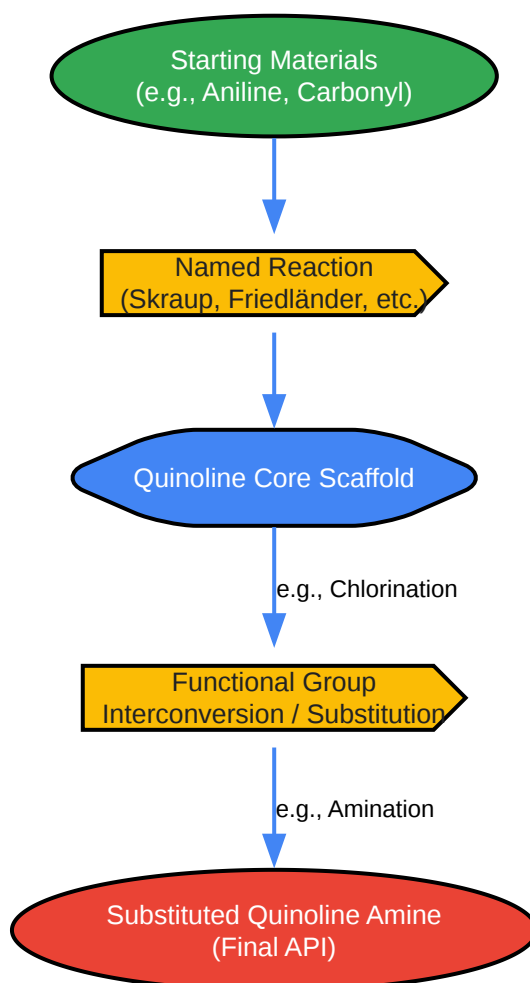 Starting Materials
(e.g., Aniline, Carbonyl)
Named Reaction
(Skraup, Friedländer, etc.)
Quinoline Core Scaffold
e.g., Chlorination
Functional Group
Interconversion / Substitution
e.g., Amination
Substituted Quinoline Amine
(Final API)